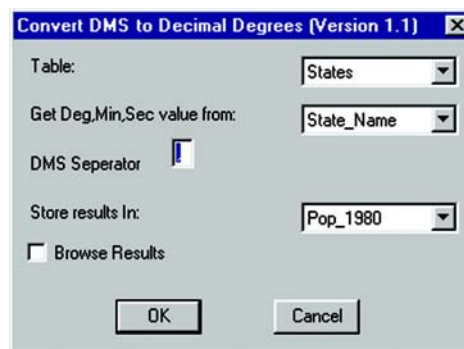 Convert DMS to Decimal Degrees (Version 1.1)
Table: States
Get Deg,Min,Sec value from: State_Name
DMS Seperator
Store results In: Pop_1980
Browse Results
OK Cancel